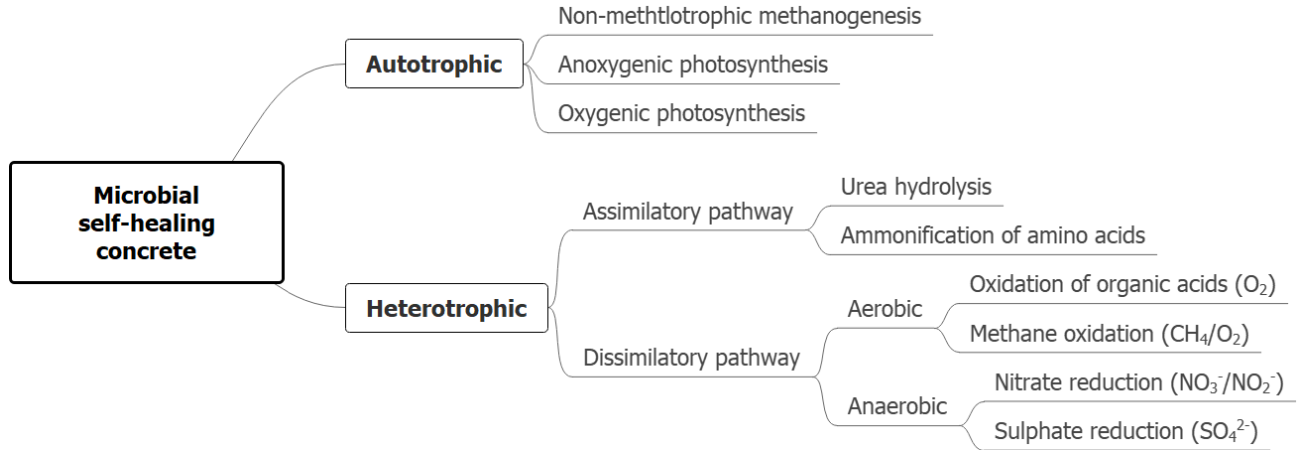 Non-methtlotrophic methanogenesis
Autotrophic
Anoxygenic photosynthesis
Oxygenic photosynthesis
Microbial
self-healing
concrete
Urea hydrolysis
Assimilatory pathway
Ammonification of amino acids
Heterotrophic
Oxidation of organic acids (O₂)
Aerobic
Methane oxidation (CH₄/O₂)
Dissimilatory pathway
Nitrate reduction (NO₃⁻/NO₂⁻)
Anaerobic
Sulphate reduction (SO₄²⁻)